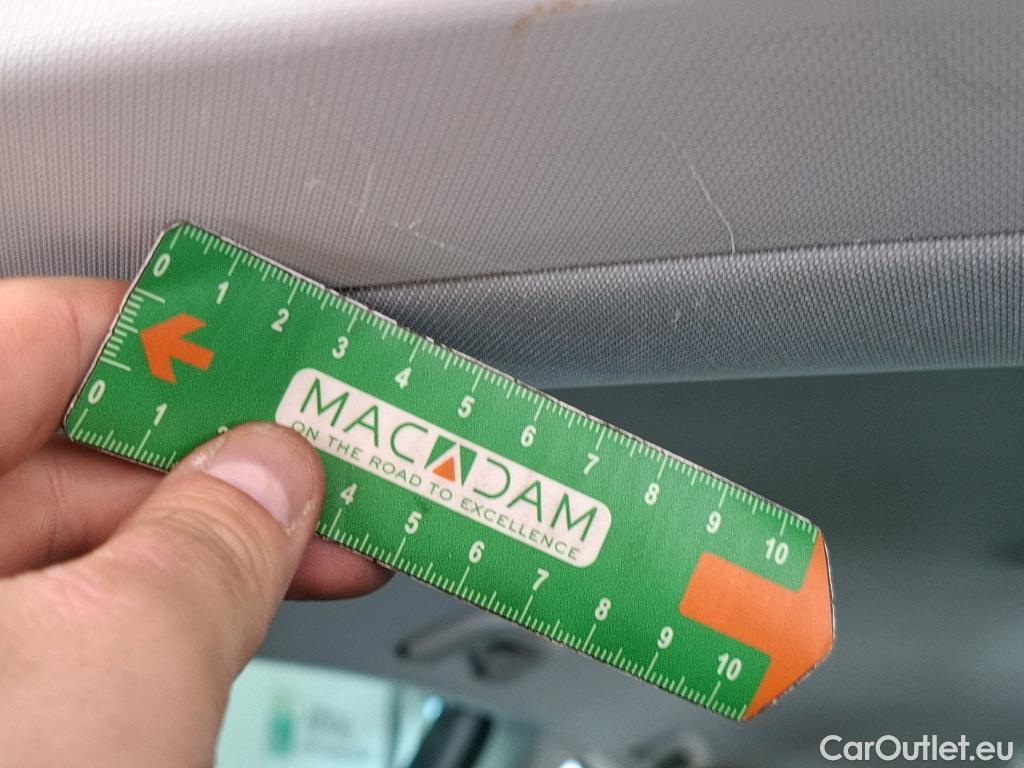 0 1 2 3 4 5 6 7 8 9 10
MACADAM
ON THE ROAD TO EXCELLENCE
0 1 4 5 6 7 8 9 10
CarOutlet.eu